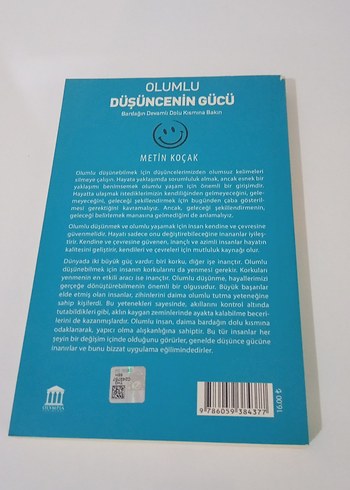 OLUMLU
DÜŞÜNCENİN GÜCÜ
Bardağın Devamlı Dolu Kısmına Bakın
METİN KOÇAK
Olumlu düşünebilmek için düşüncelerimizden olumsuz kelimeleri
silmeye çalışın. Hayata yaklaşımda sorumluluk almak, ancak esnek bir
yaklaşımı benimsemek olumlu yaşam için önemli bir girişimdir.
Hayatta ulaşmak istediklerimizin kendiliğinden gelmeyeceğini, gele-
meyeceğini, geleceği şekillendirmek için bugünden çaba gösteril-
mesi gerektiğini kavramalıyız. Ancak, geleceği şekillendirmenin,
geleceği belirlemek manasına gelmediğini de anlamalıyız.
Olumlu düşünmek ve olumlu yaşamak için insan kendine ve çevresine
güvenmelidir. Hayatı sadece onu değiştirebileceğine inananlar iyileş-
tirir. Kendine ve çevresine güvenen, inançlı ve azimli insanlar hayatın
kalitesini geliştirir, kendileri ve çevreleri için mutluluk kaynağı olur.
Dünyada iki büyük güç vardır: biri korku, diğer ise inançtır. Olumlu
düşünebilmek için insanın korkularını da yenmesi gerekir. Korkuları
yenmenin en etkili aracı ise inançtır. Olumlu düşünme, hayallerimizi
gerçeğe dönüştürebilmenin önemli bir olgusudur. Büyük başarılar
elde etmiş olan insanlar, zihinlerini daima olumlu tutma yeteneğine
sahip kişilerdi. Bu yetenekleri sayesinde, akıllarını kontrol altında
tutabildikleri gibi, aklın kaygan zeminlerinde ayakta kalabilme becer-
ilerini de kazanmışlardır. Olumlu insan, daima bardağın dolu kısmına
odaklanarak, yapıcı olma alışkanlığına sahiptir. Bu tür insanlar her
şeyin bir değişim içinde olduğunu görürler, genelde düşünce gücüne
inanırlar ve bunu bizzat uygulama eğilimindedirler.
OLYMPIA
9 786059 384377
16,00 ₺